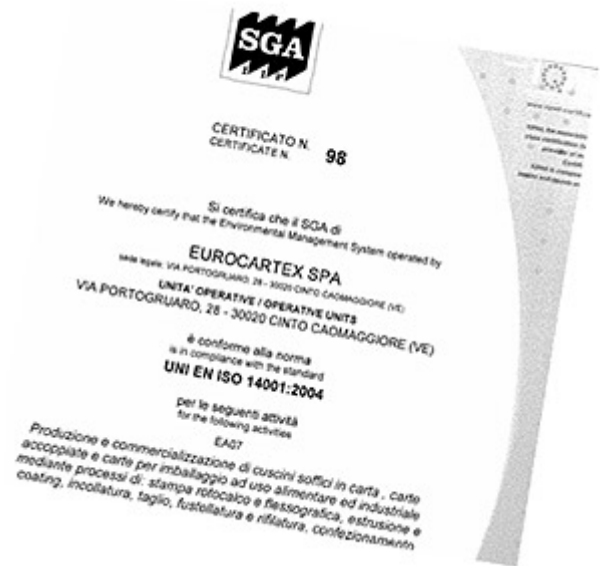 SGA
CERTIFICATO N.
CERTIFICATE N.
98
Si certifica che il SGA di
We hereby certify that the Environmental Management System operated by
EUROCARTEX SPA
sede legale: VIA PORTOGRUARO, 28 - 30020 CINTO CAOMAGGIORE (VE)
UNITA' OPERATIVE / OPERATIVE UNITS
VIA PORTOGRUARO, 28 - 30020 CINTO CAOMAGGIORE (VE)
è conforme alla norma
is in compliance with the standard
UNI EN ISO 14001:2004
per le seguenti attività
for the following activities
EA07
Produzione e commercializzazione di cuscini soffici in carta , carte
accoppiate e carte per imballaggio ad uso alimentare ed industriale
mediante processi di: stampa rotocalco e flessografica, estrusione e
coating, incollatura, taglio, fustellatura e rifilatura, confezionamento